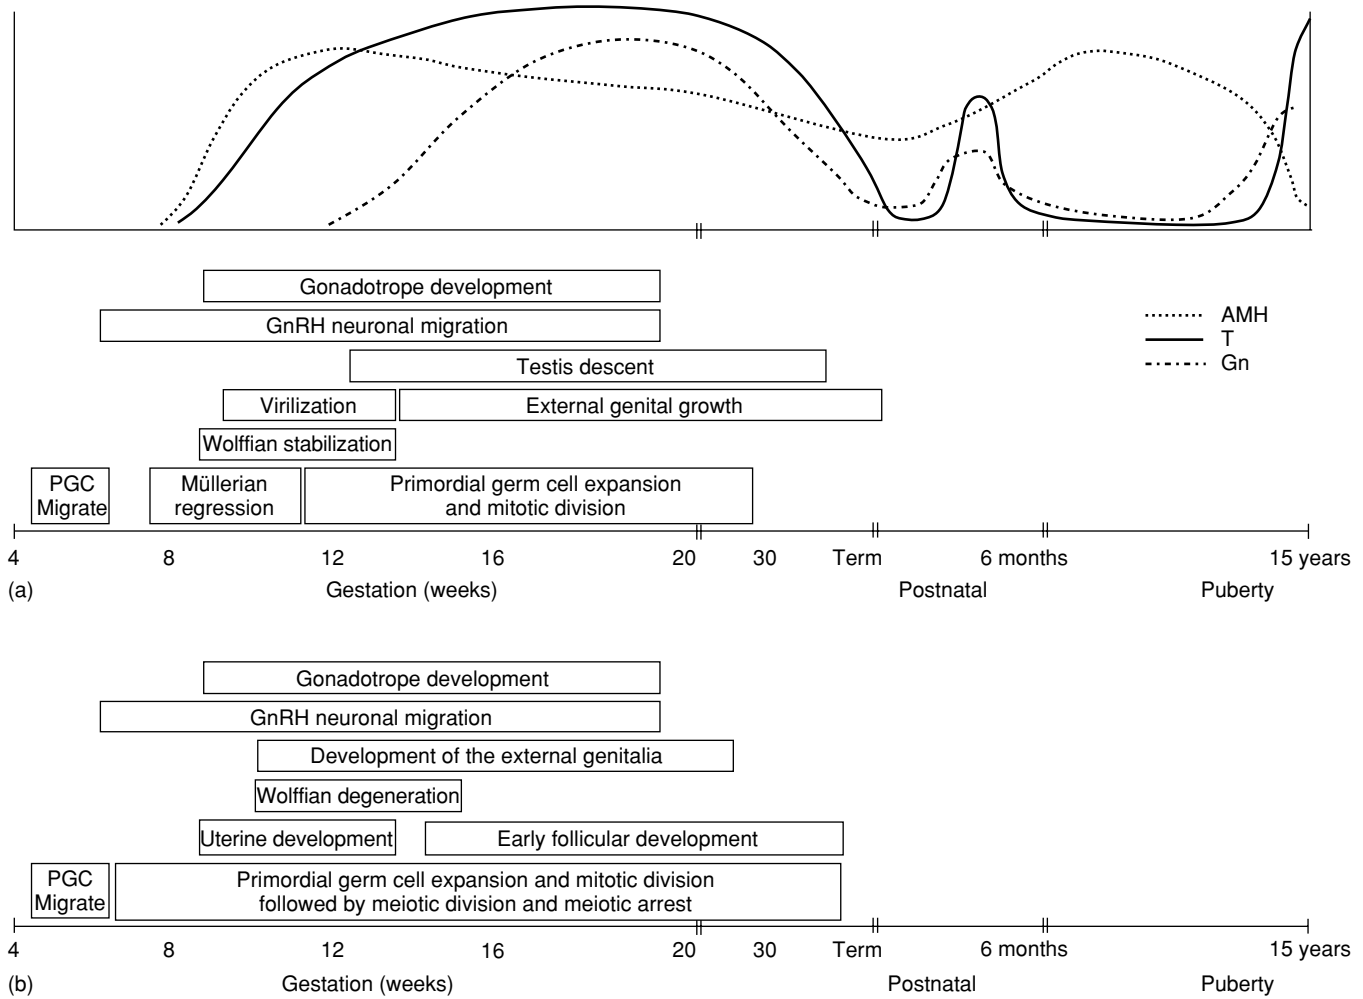 Gonadotrope development
GnRH neuronal migration
AMH
T
Gn
Testis descent
Virilization
External genital growth
Wolffian stabilization
PGC
Migrate
Müllerian
regression
Primordial germ cell expansion
and mitotic division
4 8 12 16 20 30 Term 6 months 15 years
(a) Gestation (weeks) Postnatal Puberty
Gonadotrope development
GnRH neuronal migration
Development of the external genitalia
Wolffian degeneration
Uterine development
Early follicular development
PGC
Migrate
Primordial germ cell expansion and mitotic division
followed by meiotic division and meiotic arrest
4 8 12 16 20 30 Term 6 months 15 years
(b) Gestation (weeks) Postnatal Puberty